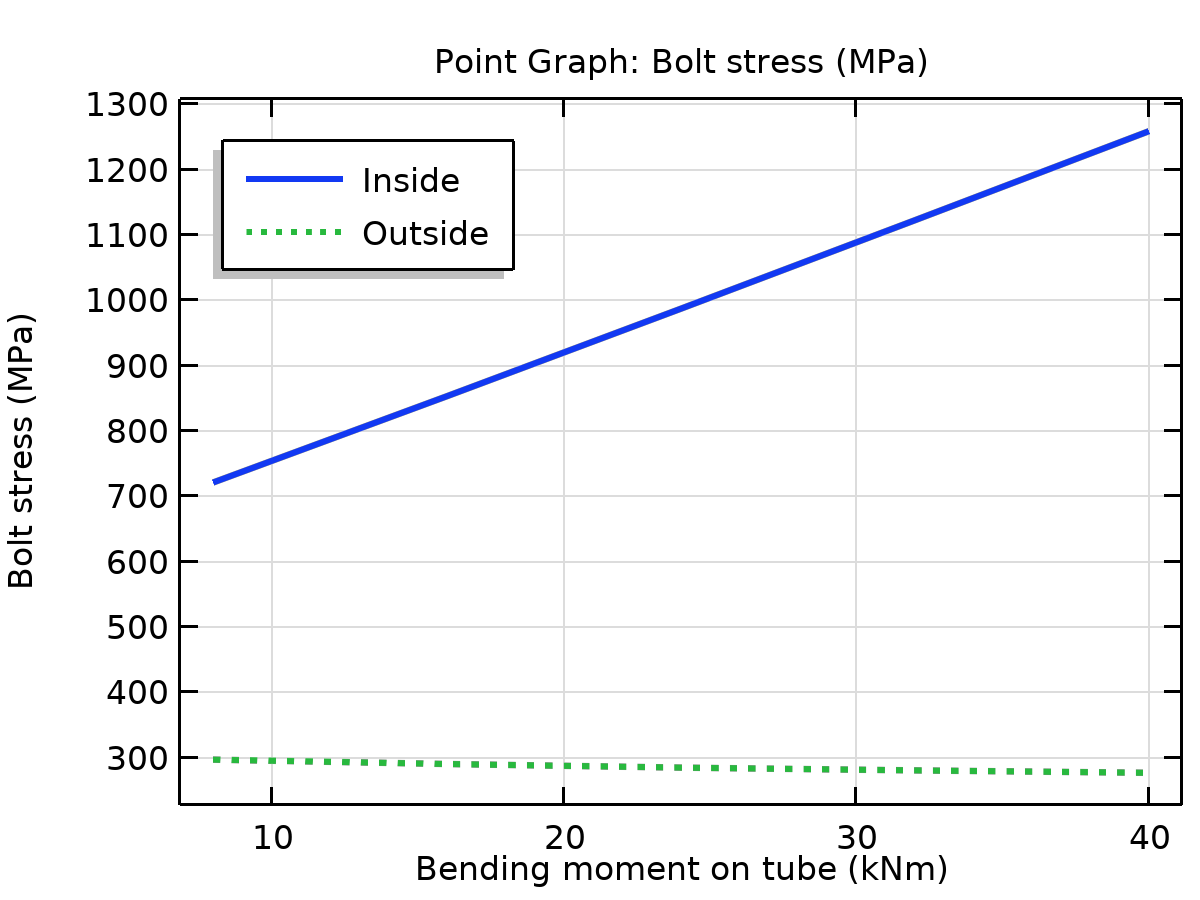 Point Graph: Bolt stress (MPa)
1300
1200
1100
1000
900
800
700
600
500
400
300
Bolt stress (MPa)
Inside
Outside
10 20 30 40
Bending moment on tube (kNm)